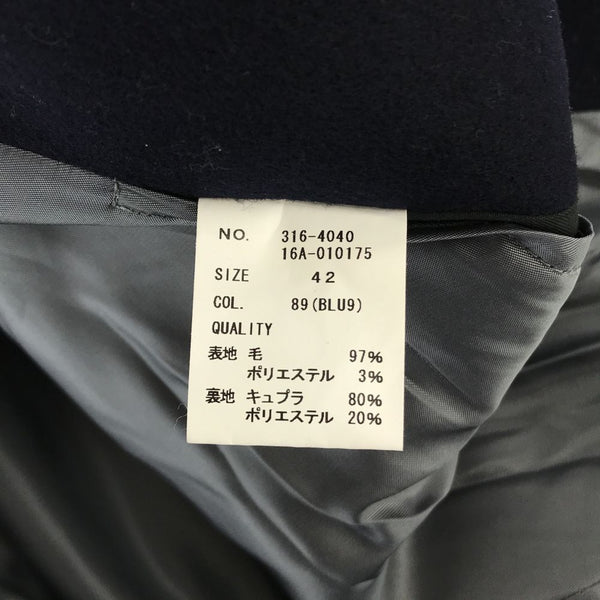 NO. 316-4040
16A-010175
SIZE 42
COL. 89(BLU9)
QUALITY
表地 毛 97%
ポリエステル 3%
裏地 キュプラ 80%
ポリエステル 20%